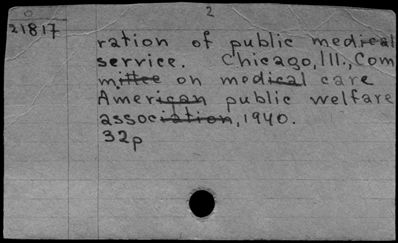 2
21817
ration of public medical
service. Chicago, Ill., Com
mittee on medical care
American public welfare
association, 1940.
32p